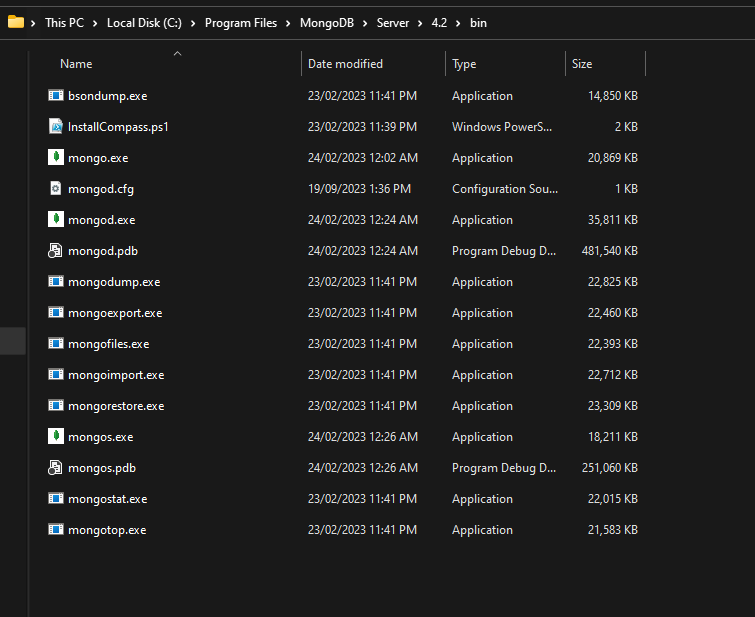 This PC > Local Disk (C:) > Program Files > MongoDB > Server > 4.2 > bin
Name Date modified Type Size
bsondump.exe 23/02/2023 11:41 PM Application 14,850 KB
InstallCompass.ps1 23/02/2023 11:39 PM Windows PowerS... 2 KB
mongo.exe 24/02/2023 12:02 AM Application 20,869 KB
mongod.cfg 19/09/2023 1:36 PM Configuration Sou... 1 KB
mongod.exe 24/02/2023 12:24 AM Application 35,811 KB
mongod.pdb 24/02/2023 12:24 AM Program Debug D... 481,540 KB
mongodump.exe 23/02/2023 11:41 PM Application 22,825 KB
mongoexport.exe 23/02/2023 11:41 PM Application 22,460 KB
mongofiles.exe 23/02/2023 11:41 PM Application 22,393 KB
mongoimport.exe 23/02/2023 11:41 PM Application 22,712 KB
mongorestore.exe 23/02/2023 11:41 PM Application 23,309 KB
mongos.exe 24/02/2023 12:26 AM Application 18,211 KB
mongos.pdb 24/02/2023 12:26 AM Program Debug D... 251,060 KB
mongostat.exe 23/02/2023 11:41 PM Application 22,015 KB
mongotop.exe 23/02/2023 11:41 PM Application 21,583 KB